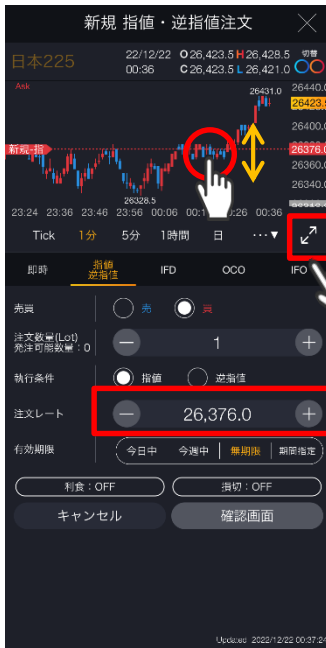 新規 指値・逆指値注文
日本225
22/12/22 O 26,423.5 H 26,428.5 切替
00:36 C 26,423.5 L 26,421.0
Ask
26431.0
26440.0
26423.5
26400.0
新規-指
26376.0
26360.0
26340.0
26328.5
23:24 23:36 23:46 23:56 00:06 00:1 0:26 00:36
Tick 1分 5分 1時間 日 ···▼
即時 指値 逆指値 IFD OCO IFO
売買 売 買
注文数量(Lot) 1
発注可能数量:0
執行条件 指値 逆指値
注文レート 26,376.0
有効期限 今日中 今週中 無期限 期間指定
利食:OFF 損切:OFF
キャンセル 確認画面
Updated 2022/12/22 00:37:24